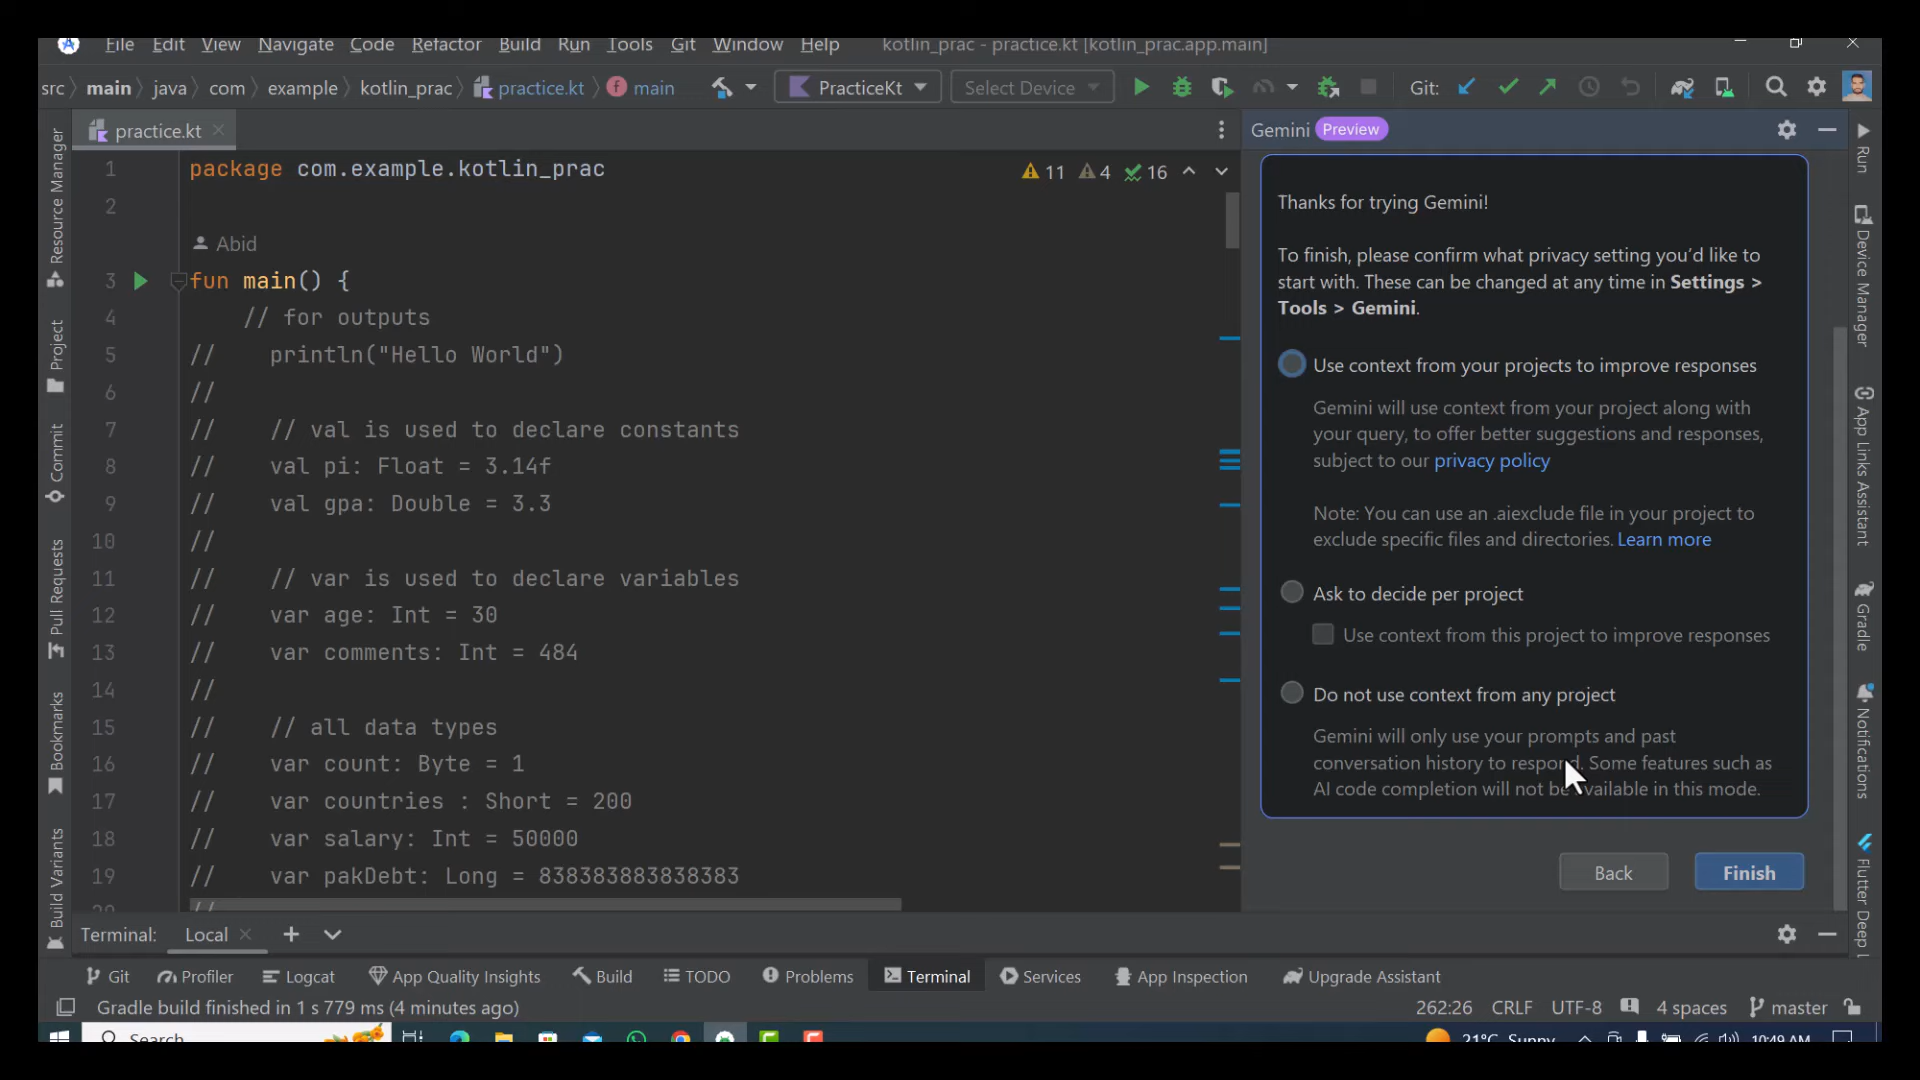 File Edit View Navigate Code Refactor Build Run Tools Git Window Help kotlin_prac - practice.kt [kotlin_prac.app.main]
src main java com example kotlin_prac practice.kt main PracticeKt Select Device Git:
practice.kt
Gemini Preview
1 package com.example.kotlin_prac
11 4 16
2
Abid
3 fun main() {
4 // for outputs
5 // println("Hello World")
6 //
7 // // val is used to declare constants
8 // val pi: Float = 3.14f
9 // val gpa: Double = 3.3
10 //
11 // // var is used to declare variables
12 // var age: Int = 30
13 // var comments: Int = 484
14 //
15 // // all data types
16 // var count: Byte = 1
17 // var countries : Short = 200
18 // var salary: Int = 50000
19 // var pakDebt: Long = 838383883838383
20 //
Thanks for trying Gemini!
To finish, please confirm what privacy setting you'd like to
start with. These can be changed at any time in Settings >
Tools > Gemini.
Use context from your projects to improve responses
Gemini will use context from your project along with
your query, to offer better suggestions and responses,
subject to our privacy policy
Note: You can use an .aiexclude file in your project to
exclude specific files and directories. Learn more
Ask to decide per project
Use context from this project to improve responses
Do not use context from any project
Gemini will only use your prompts and past
conversation history to respond. Some features such as
AI code completion will not be available in this mode.
Back Finish
Resource Manager
Project
Commit
Pull Requests
Bookmarks
Build Variants
Run
Device Manager
App Links Assistant
Gradle
Notifications
Flutter Deep
Terminal: Local
Git Profiler Logcat App Quality Insights Build TODO Problems Terminal Services App Inspection Upgrade Assistant
Gradle build finished in 1 s 779 ms (4 minutes ago)
262:26 CRLF UTF-8 4 spaces master
Search
21°C Sunny 10:49 AM